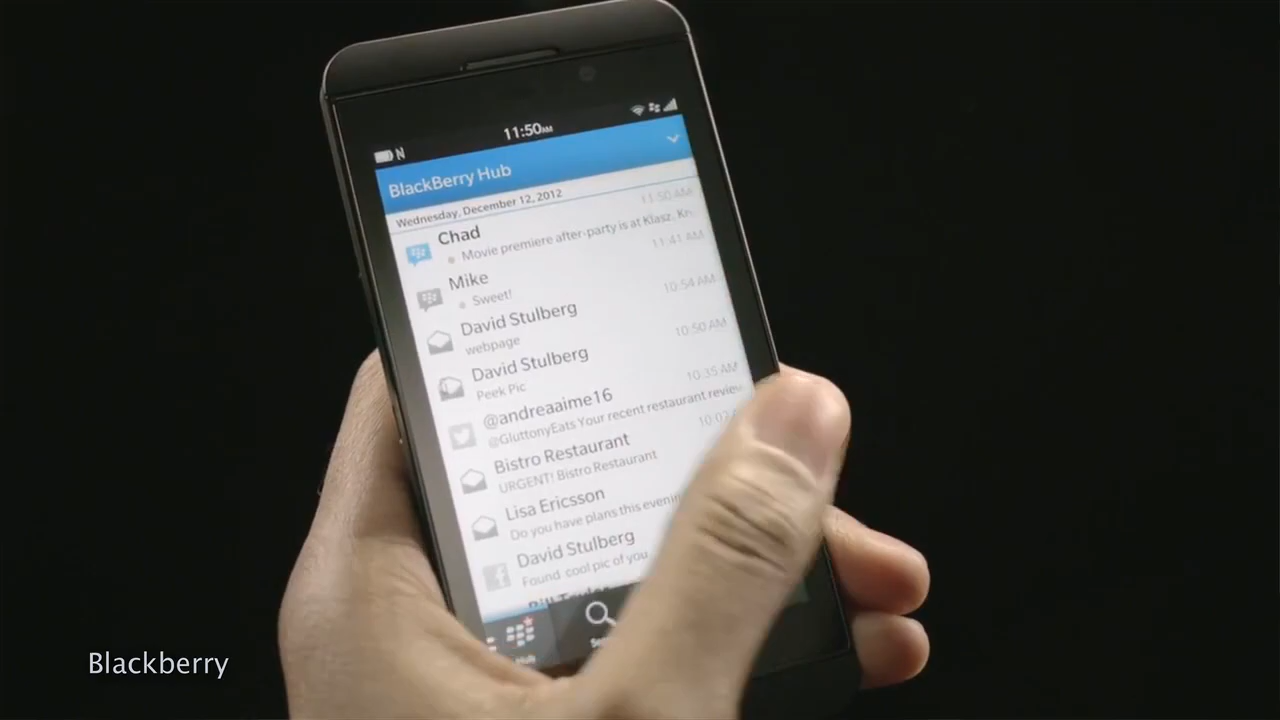 11:50AM
BlackBerry Hub
Wednesday, December 12, 2012
11:50 AM
Chad
Movie premiere after-party is at Klasz, Kn
11:41 AM
Mike
Sweet!
10:54 AM
David Stulberg
webpage
10:50 AM
David Stulberg
Peek Pic
10:35 AM
@andreaaime16
@GluttonyEats Your recent restaurant review
Bistro Restaurant
URGENT! Bistro Restaurant
Lisa Ericsson
Do you have plans this evening
David Stulberg
Found cool pic of you
Hub
Blackberry